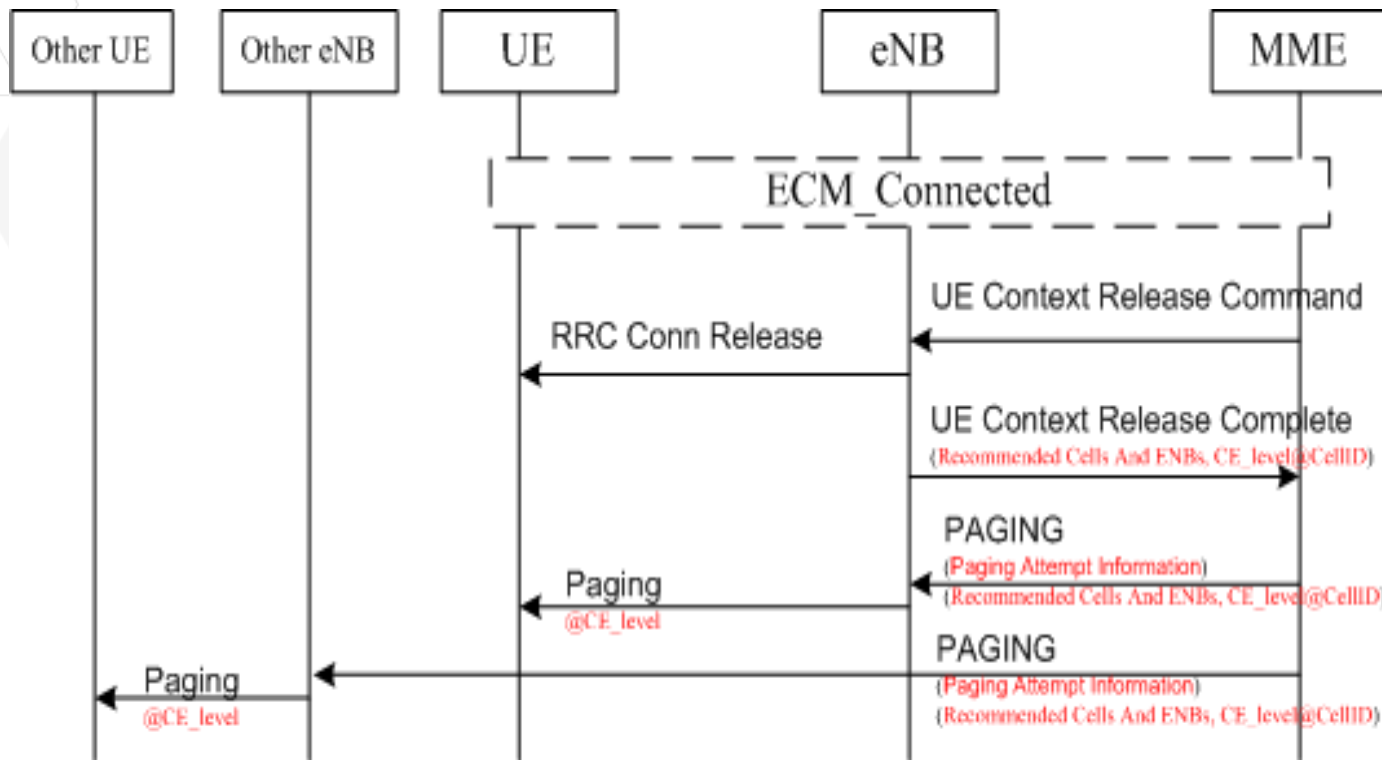 Other UE
Other eNB
UE
eNB
MME
ECM_Connected
UE Context Release Command
RRC Conn Release
UE Context Release Complete
(Recommended Cells And ENBs, CE_level@CellID)
PAGING
(Paging Attempt Information)
(Recommended Cells And ENBs, CE_level@CellID)
Paging
@CE_level
PAGING
(Paging Attempt Information)
(Recommended Cells And ENBs, CE_level@CellID)
Paging
@CE_level